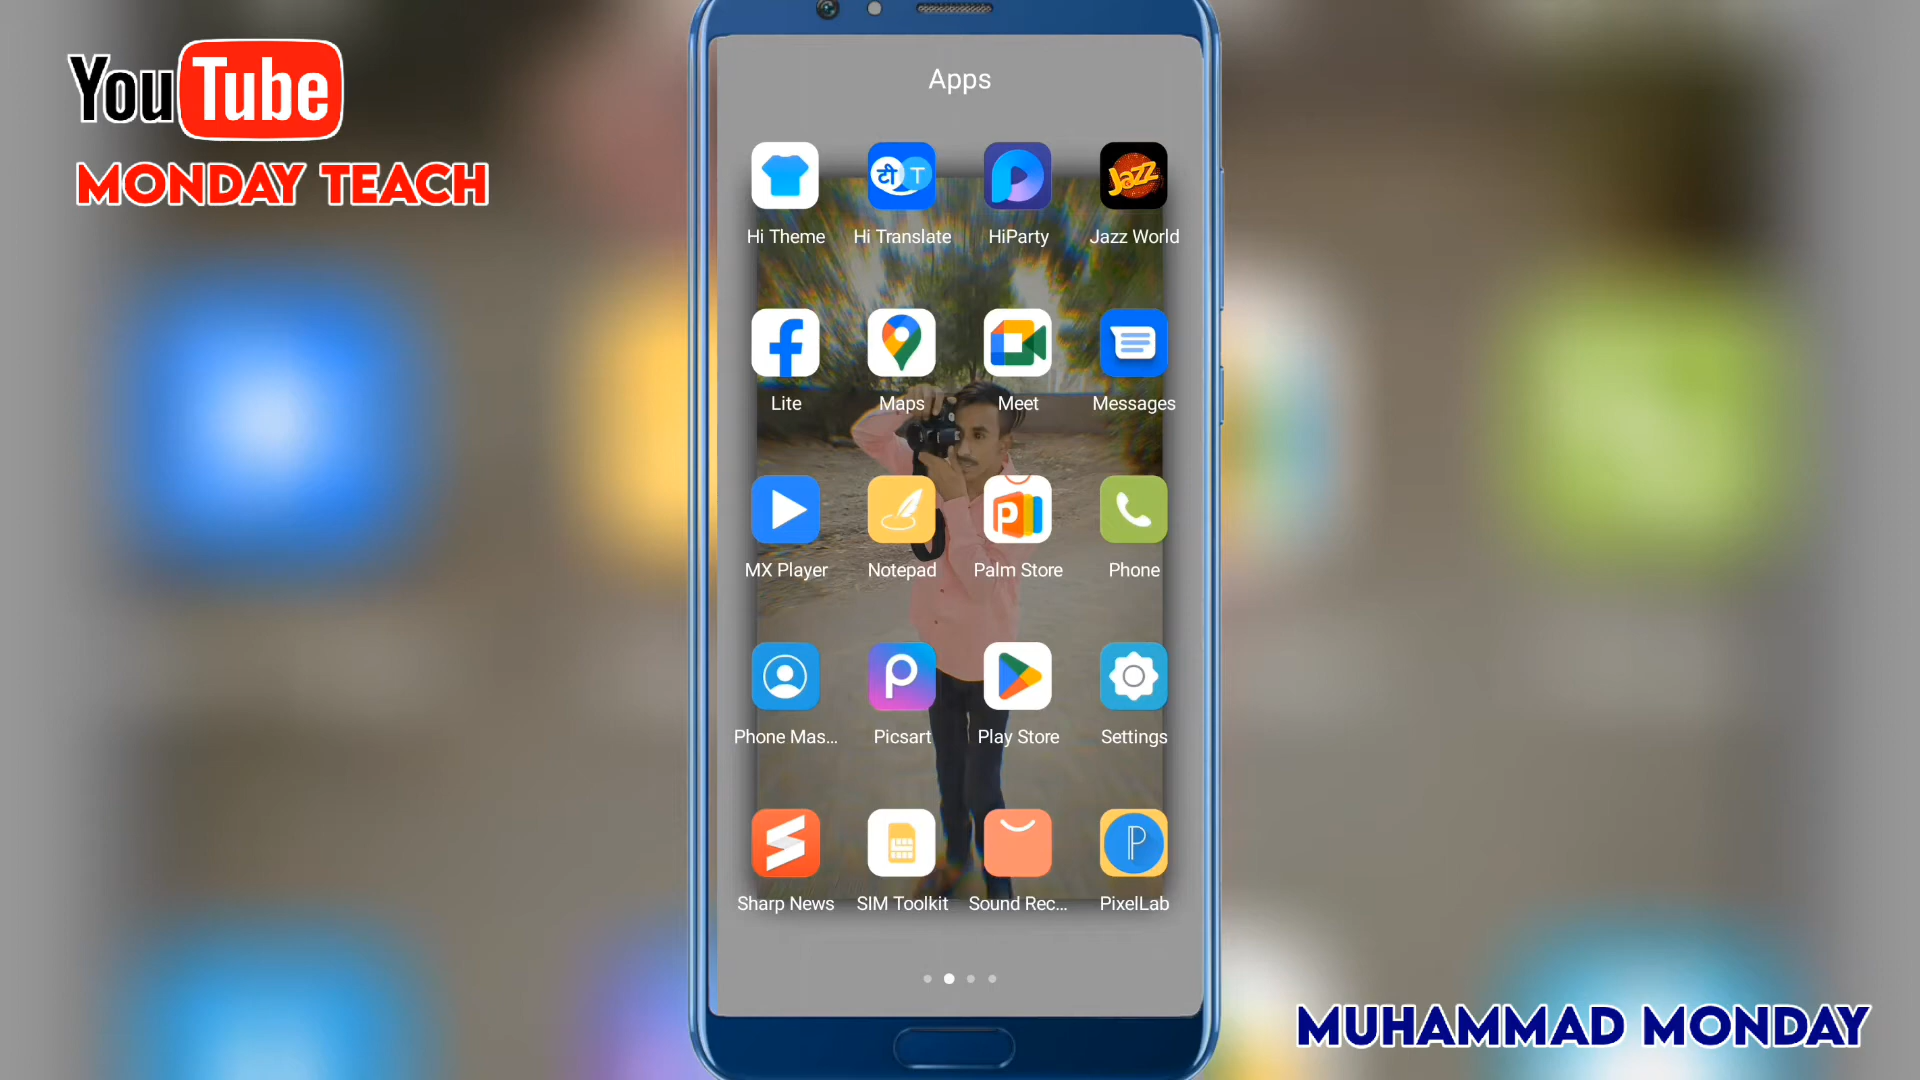 YouTube
MONDAY TEACH
Apps
टी T
Jazz
Hi Theme Hi Translate HiParty Jazz World
Lite Maps Meet Messages
MX Player Notepad Palm Store Phone
Phone Mas... Picsart Play Store Settings
Sharp News SIM Toolkit Sound Rec... PixelLab
MUHAMMAD MONDAY